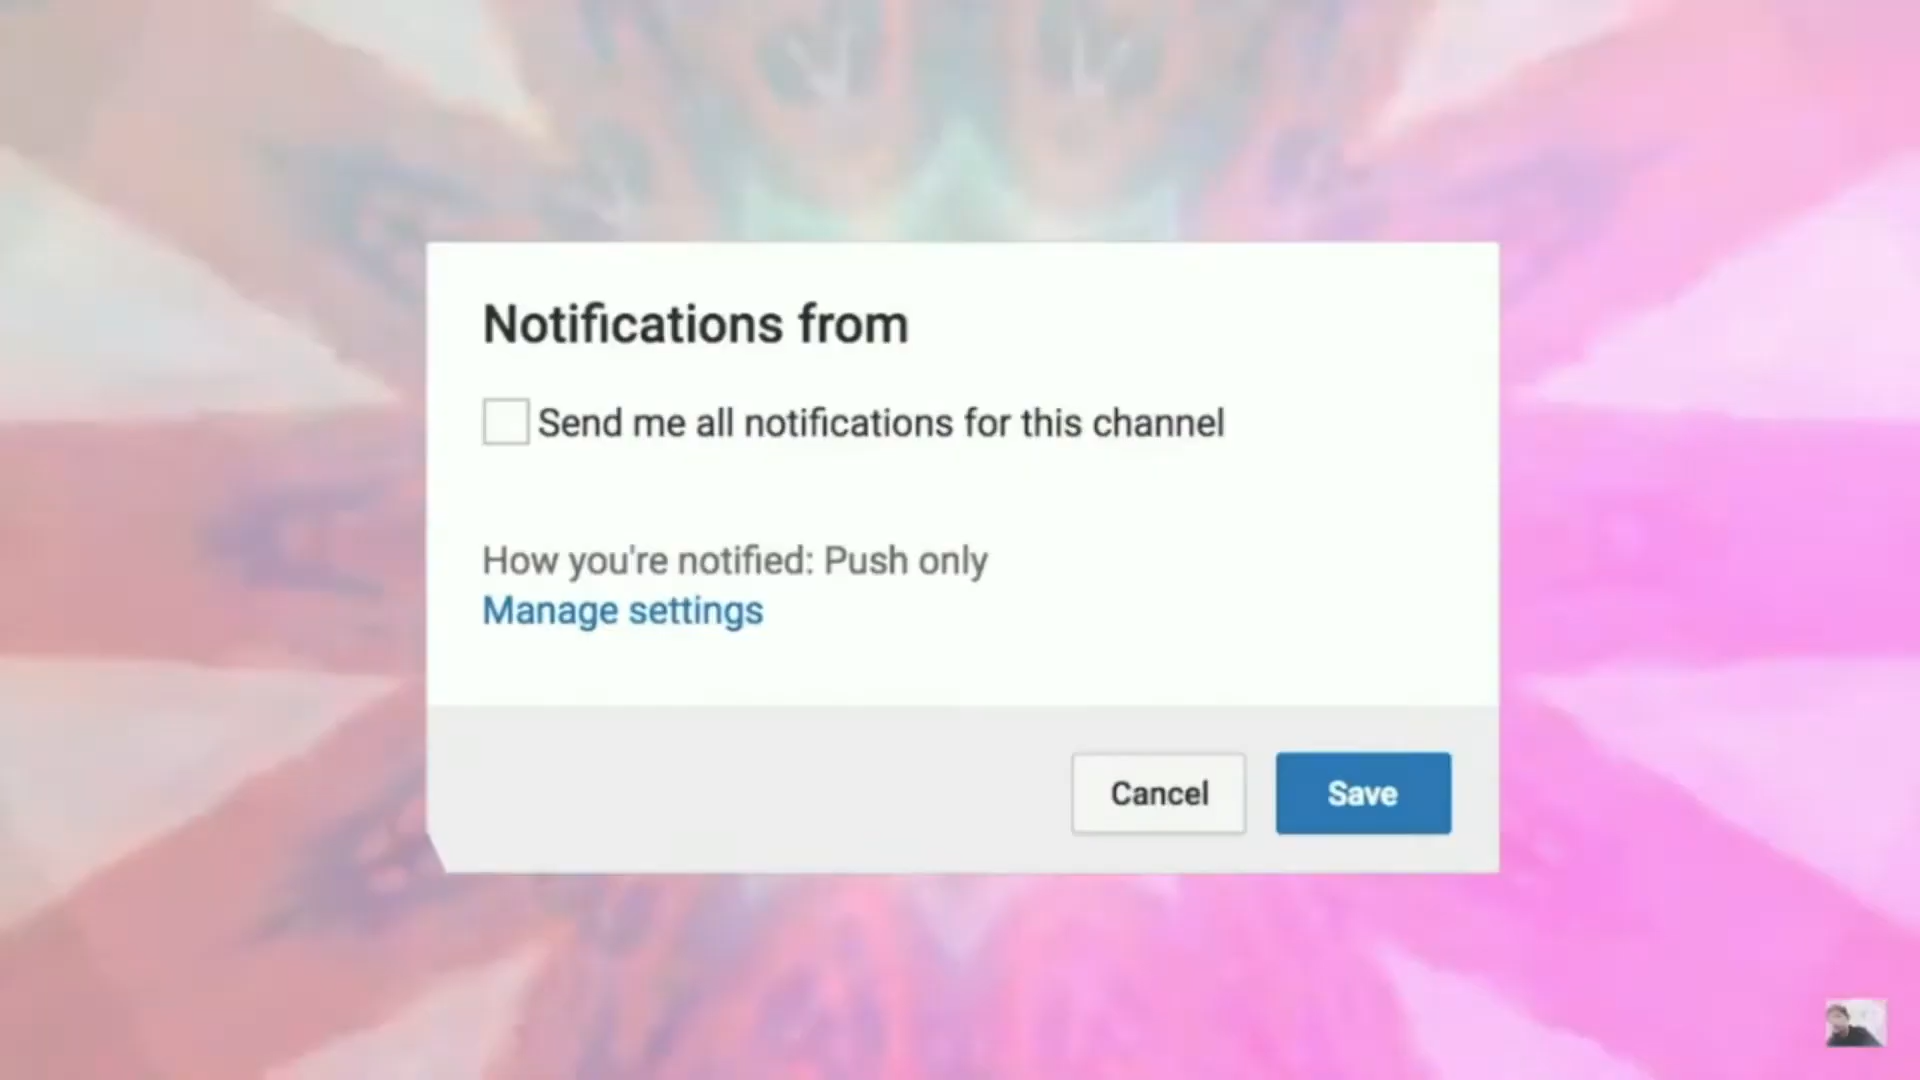 Notifications from
Send me all notifications for this channel
How you're notified: Push only
Manage settings
Cancel
Save